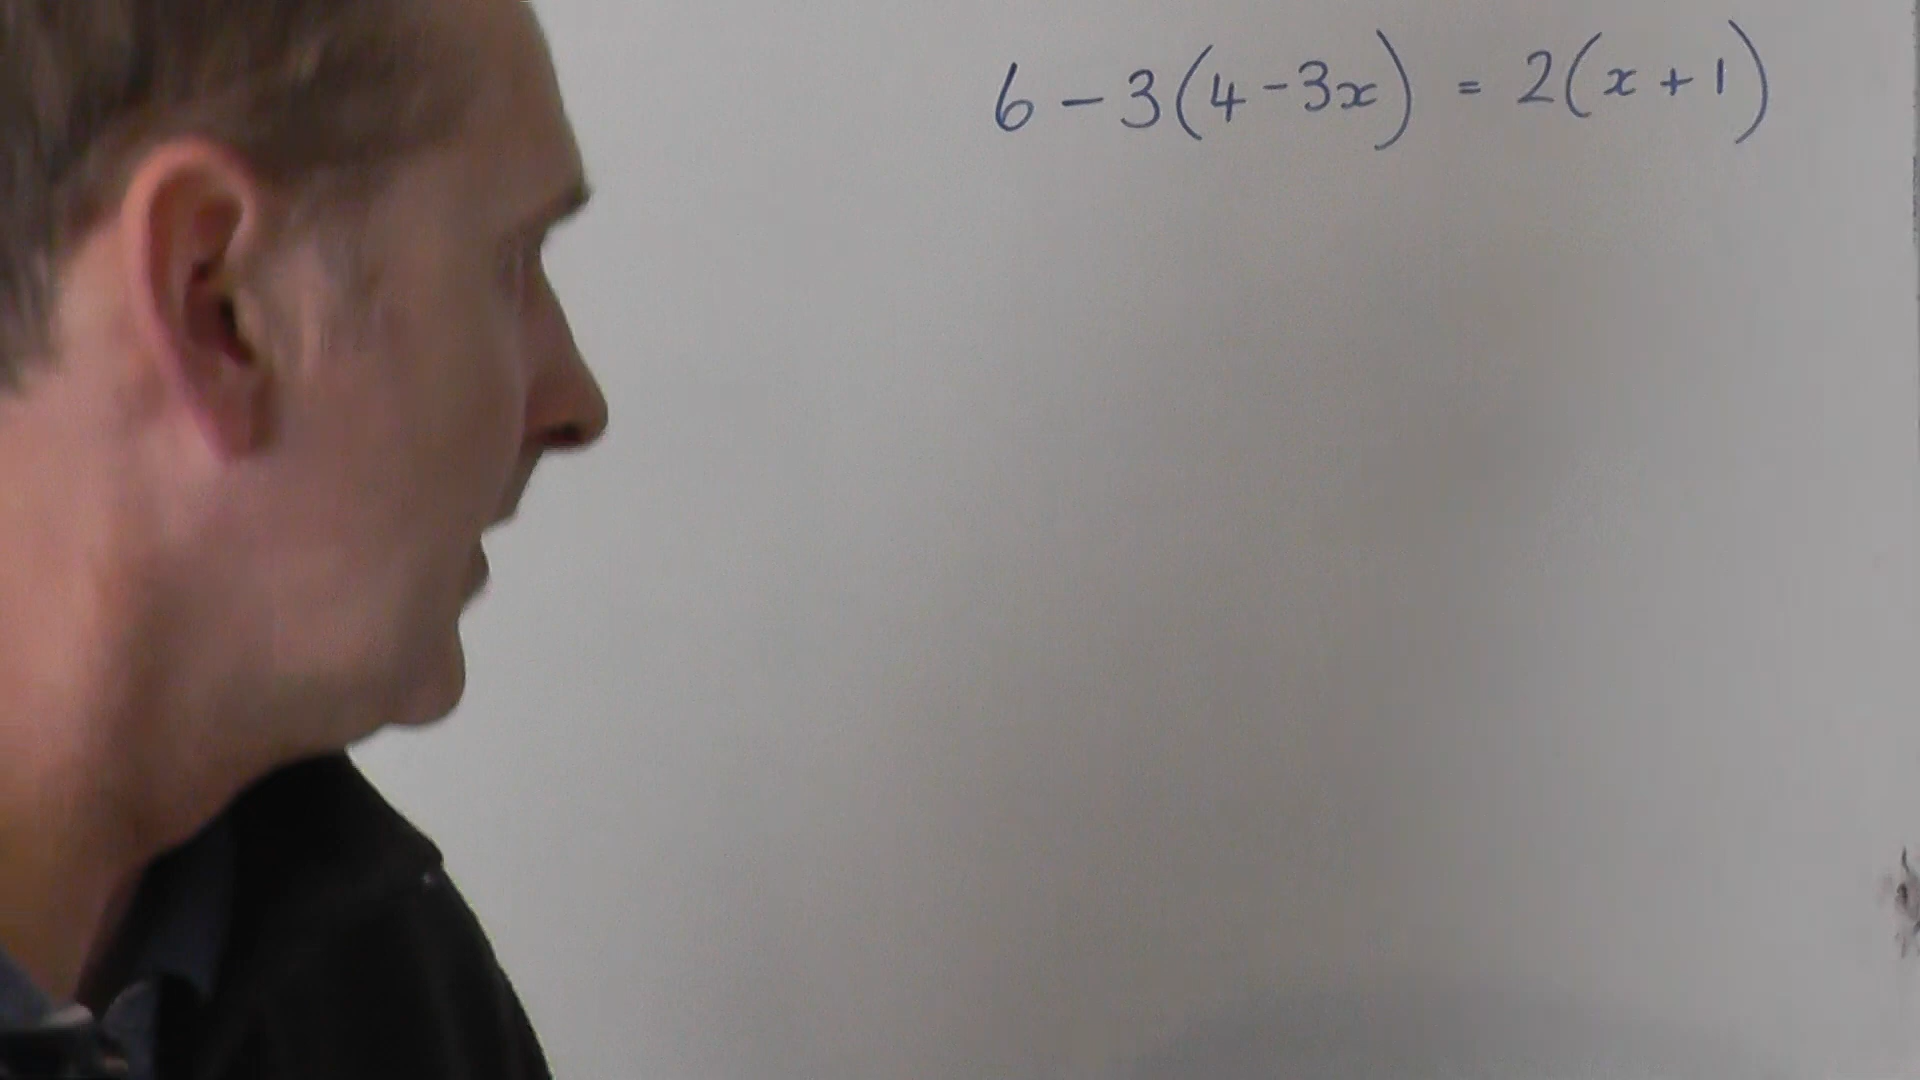 6 - 3(4 - 3x) = 2(x + 1)